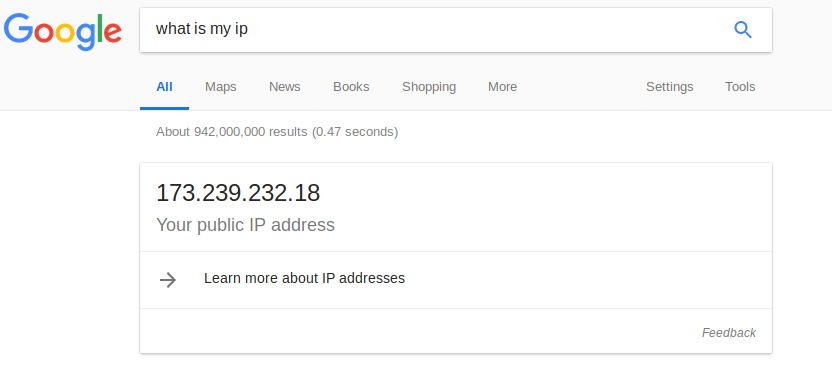 Google
what is my ip
All Maps News Books Shopping More Settings Tools
About 942,000,000 results (0.47 seconds)
173.239.232.18
Your public IP address
Learn more about IP addresses
Feedback